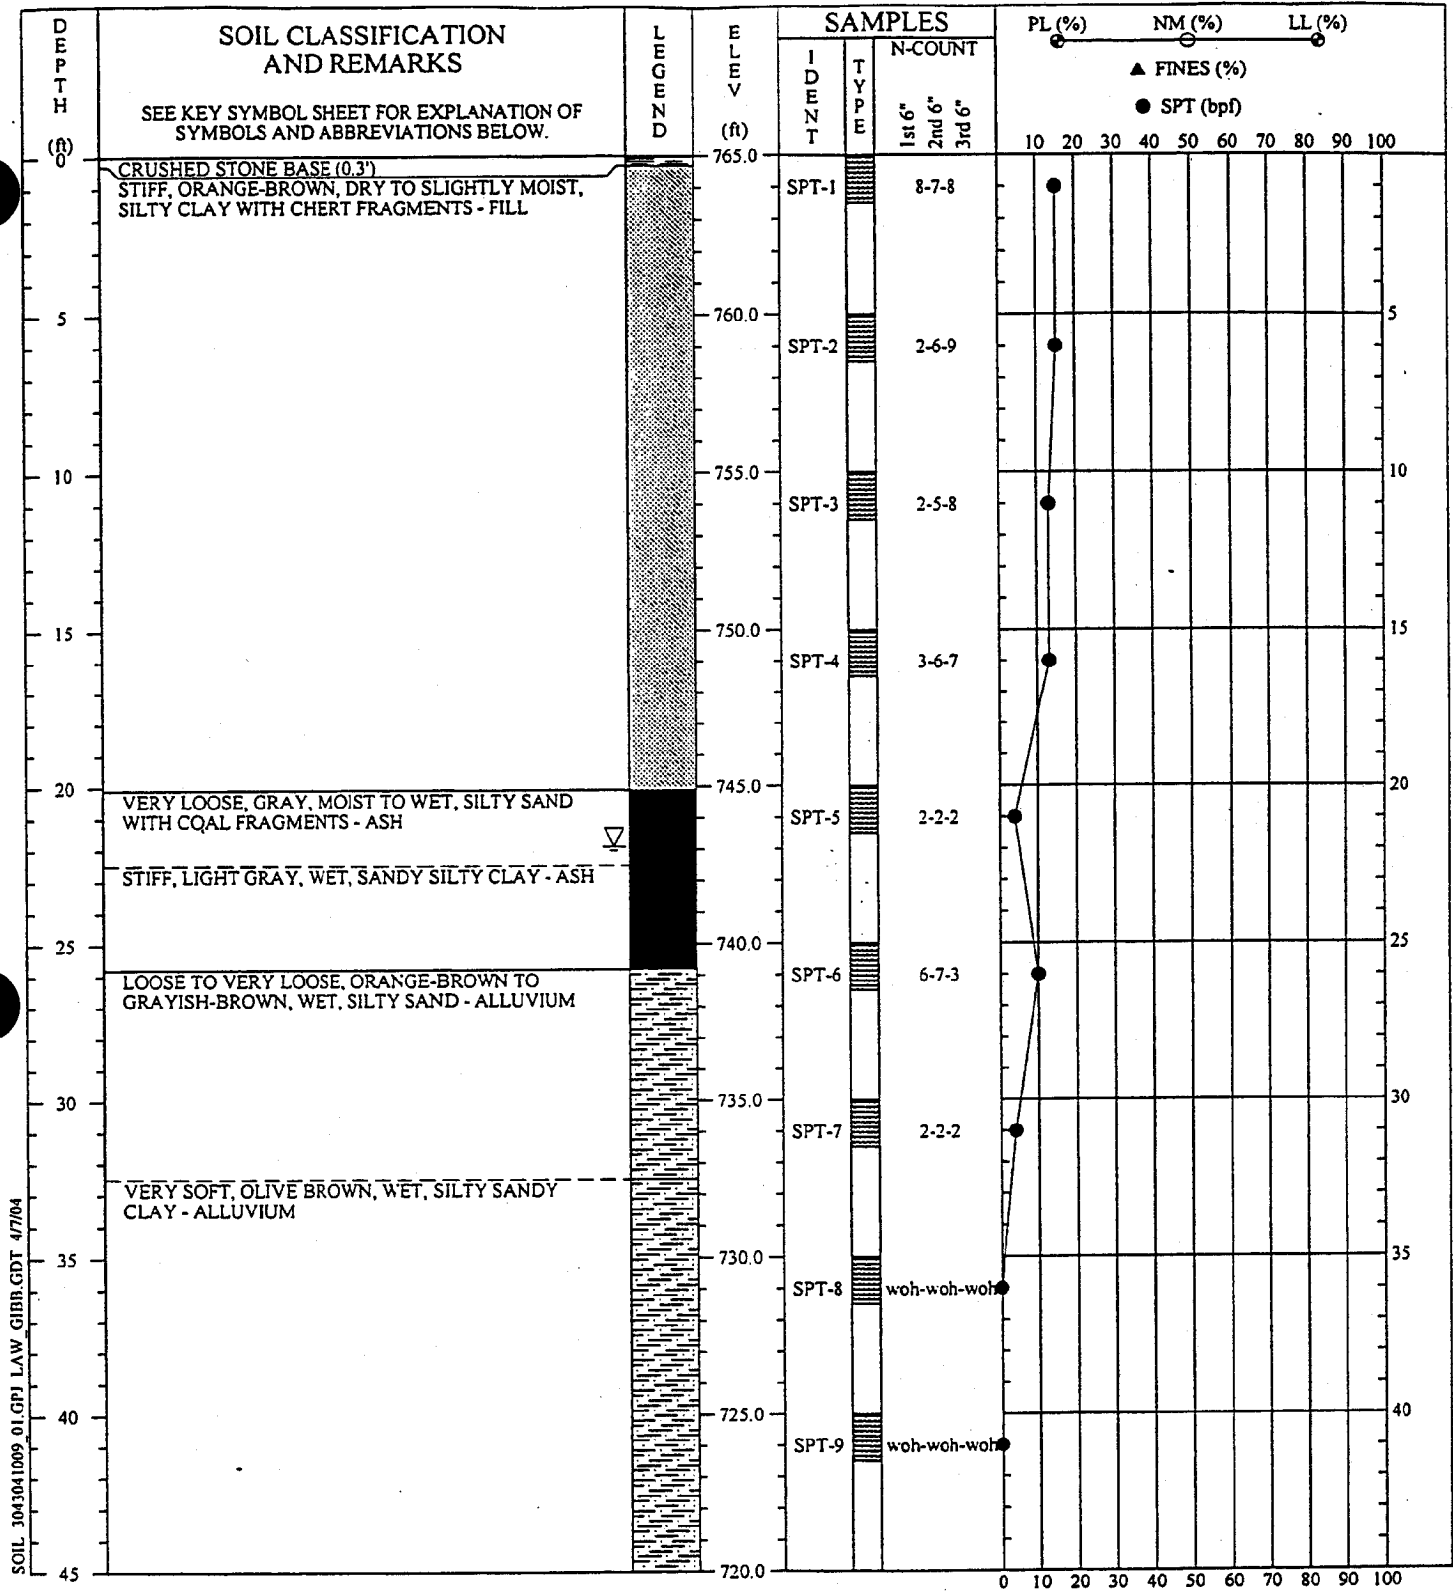 DEPTH (ft)
SOIL CLASSIFICATION
AND REMARKS
SEE KEY SYMBOL SHEET FOR EXPLANATION OF
SYMBOLS AND ABBREVIATIONS BELOW.
LEGEND
ELEV (ft)
SAMPLES
IDENT
TYPE
N-COUNT
1st 6"
2nd 6"
3rd 6"
PL (%) NM (%) LL (%)
▲ FINES (%)
● SPT (bpf)
10 20 30 40 50 60 70 80 90 100
0 765.0
CRUSHED STONE BASE (0.3')
STIFF, ORANGE-BROWN, DRY TO SLIGHTLY MOIST,
SILTY CLAY WITH CHERT FRAGMENTS - FILL
SPT-1 8-7-8
5 760.0 5
SPT-2 2-6-9
10 755.0 10
SPT-3 2-5-8
15 750.0 15
SPT-4 3-6-7
20 745.0 20
VERY LOOSE, GRAY, MOIST TO WET, SILTY SAND
WITH COAL FRAGMENTS - ASH
SPT-5 2-2-2
STIFF, LIGHT GRAY, WET, SANDY SILTY CLAY - ASH
25 740.0 25
SPT-6 6-7-3
LOOSE TO VERY LOOSE, ORANGE-BROWN TO
GRAYISH-BROWN, WET, SILTY SAND - ALLUVIUM
30 735.0 30
SPT-7 2-2-2
VERY SOFT, OLIVE BROWN, WET, SILTY SANDY
CLAY - ALLUVIUM
35 730.0 35
SPT-8 woh-woh-woh
40 725.0 40
SPT-9 woh-woh-woh
45 720.0
0 10 20 30 40 50 60 70 80 90 100
SOIL 3043041009_01.GPJ LAW_GIBB.GDT 4/7/04